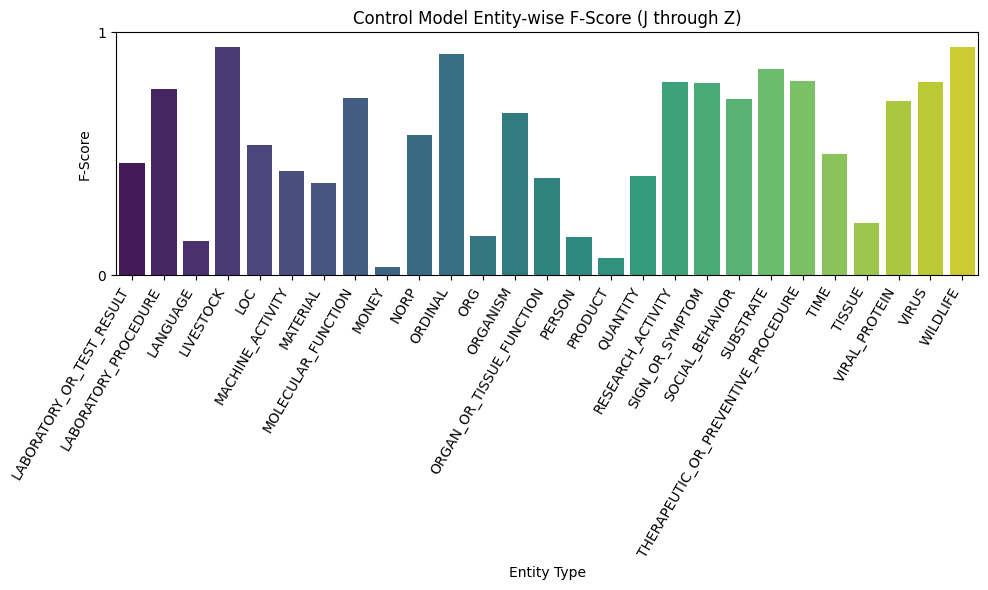 Control Model Entity-wise F-Score (J through Z)
1
0
F-Score
LABORATORY_OR_TEST_RESULT
LABORATORY_PROCEDURE
LANGUAGE
LIVESTOCK
LOC
MACHINE_ACTIVITY
MATERIAL
MOLECULAR_FUNCTION
MONEY
NORP
ORDINAL
ORG
ORGANISM
ORGAN_OR_TISSUE_FUNCTION
PERSON
PRODUCT
QUANTITY
RESEARCH_ACTIVITY
SIGN_OR_SYMPTOM
SOCIAL_BEHAVIOR
SUBSTRATE
THERAPEUTIC_OR_PREVENTIVE_PROCEDURE
TIME
TISSUE
VIRAL_PROTEIN
VIRUS
WILDLIFE
Entity Type